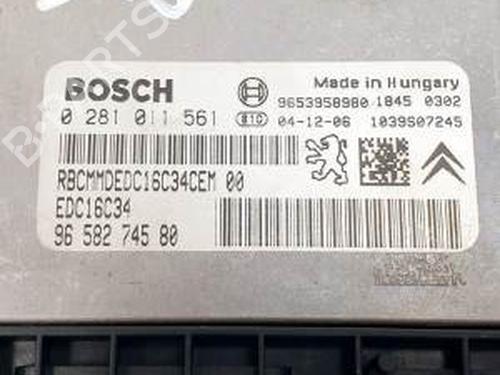 BOSCH
Made in Hungary
9653958980 1845 0302
0 281 011 561
810 04-12-06 1039S07245
RBCMMDEDC16C34CEM 00
EDC16C34
96 582 745 80